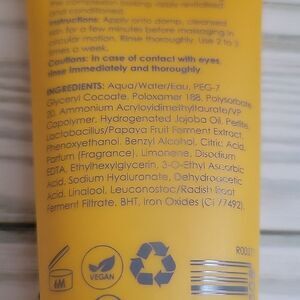 the complexion looking
and conditioned.
Instructions: Apply onto damp, cleansed
skin for a few minutes before massaging in
circular motion. Rinse thoroughly. Use 2 to 3
times a week.
Cautions: In case of contact with eyes,
rinse immediately and thoroughly.
INGREDIENTS: Aqua/Water/Eau, PEG-7
Glyceryl Cocoate, Poloxamer 188, Polysorbate
20, Ammonium Acryloyldimethyltaurate/VP
Copolymer, Hydrogenated Jojoba Oil, Perlite,
Lactobacillus/Papaya Fruit Ferment Extract,
Phenoxyethanol, Benzyl Alcohol, Citric Acid,
Parfum (Fragrance), Limonene, Disodium
EDTA, Ethylhexylglycerin, 3-O-Ethyl Ascorbic
Acid, Sodium Hyaluronate, Dehydroacetic
Acid, Linalool, Leuconostoc/Radish Root
Ferment Filtrate, BHT, Iron Oxides (CI 77492).
VEGAN